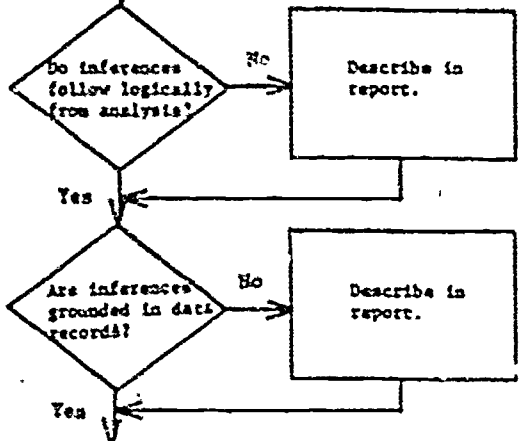 Do inferences
follow logically
from analysis?
No
Describe in
report.
Yes
Are inferences
grounded in data
records?
No
Describe in
report.
Yes